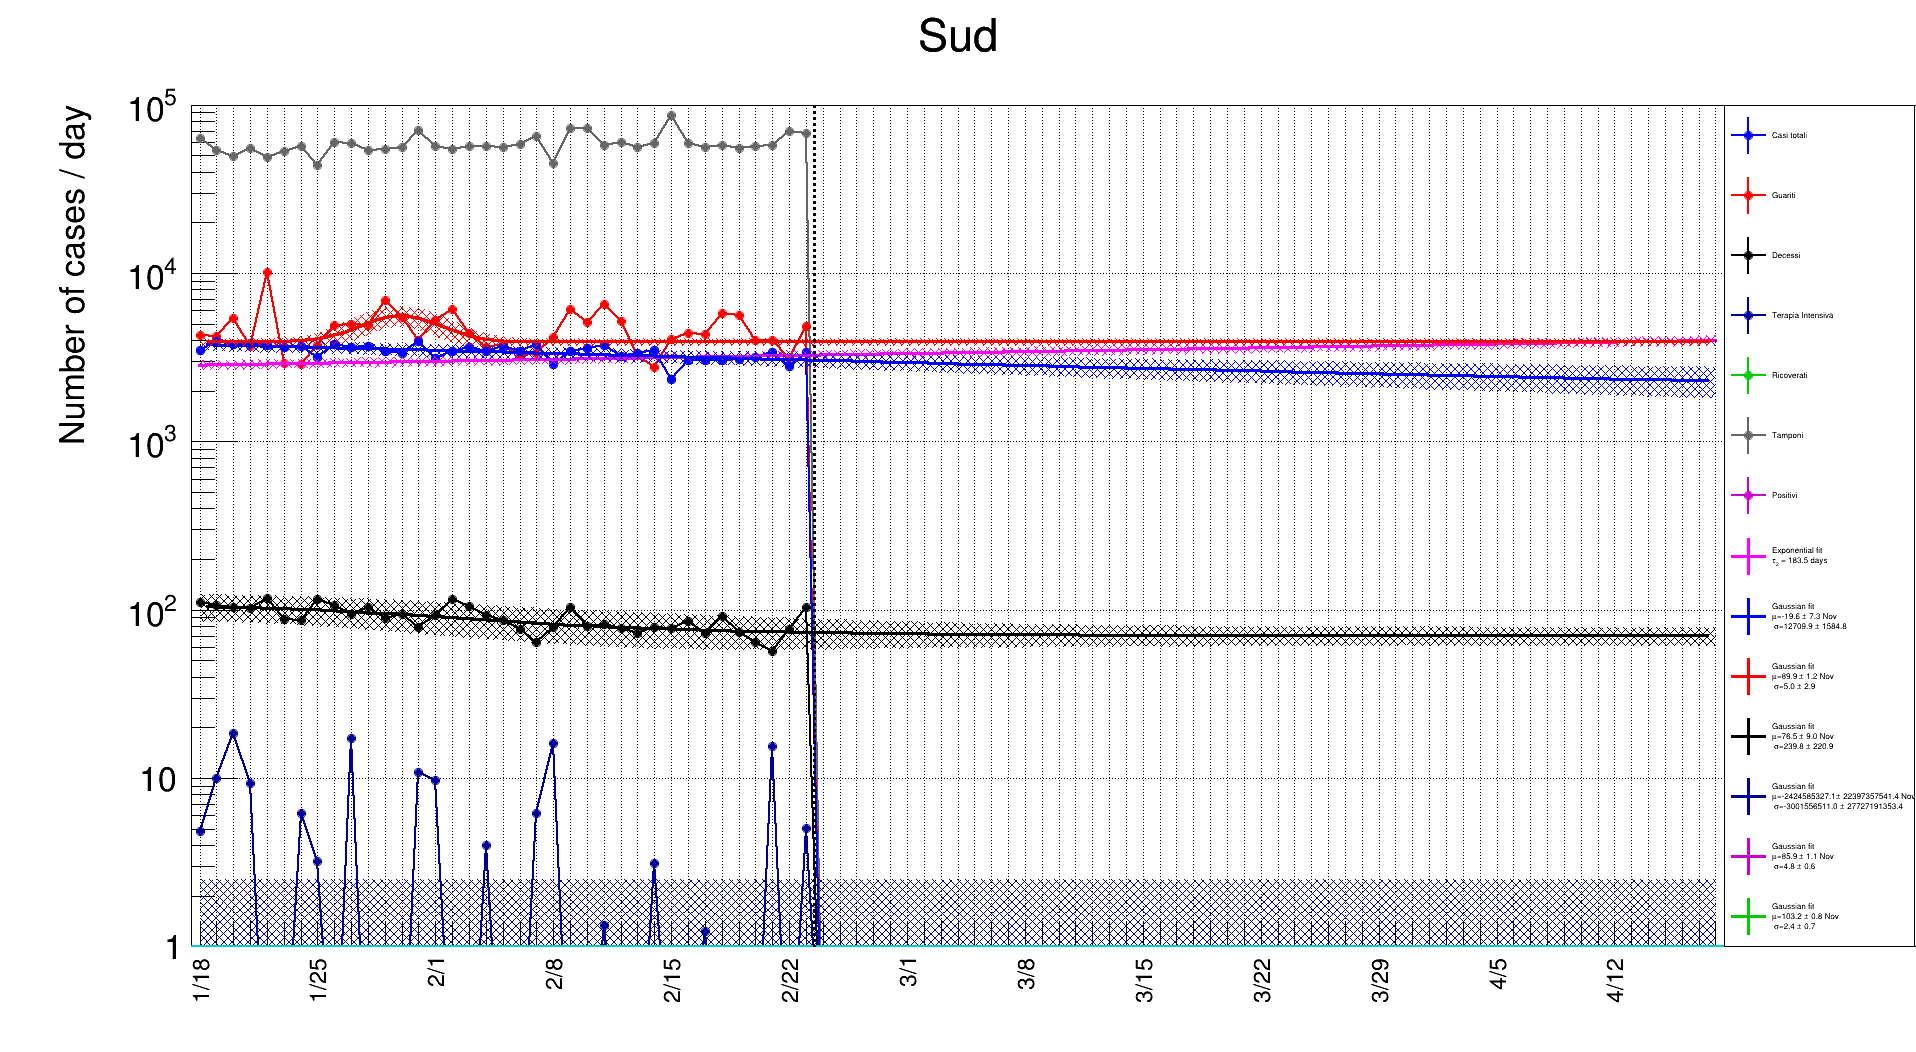 Sud
Number of cases / day
10^5
10^4
10^3
10^2
10
1
1/18
1/25
2/1
2/8
2/15
2/22
3/1
3/8
3/15
3/22
3/29
4/5
4/12
Casi totali
Guariti
Decessi
Terapia Intensiva
Ricoverati
Tamponi
Positivi
Exponential fit
τ₂ = 183.5 days
Gaussian fit
μ=-19.6 ± 7.3 Nov
σ=12709.9 ± 1584.8
Gaussian fit
μ=89.9 ± 1.2 Nov
σ=5.0 ± 2.9
Gaussian fit
μ=76.5 ± 9.0 Nov
σ=239.8 ± 220.9
Gaussian fit
μ=-2424585327.1± 22397357541.4 Nov
σ=-3001556511.0 ± 27727191353.4
Gaussian fit
μ=85.9 ± 1.1 Nov
σ=4.8 ± 0.6
Gaussian fit
μ=103.2 ± 0.8 Nov
σ=2.4 ± 0.7